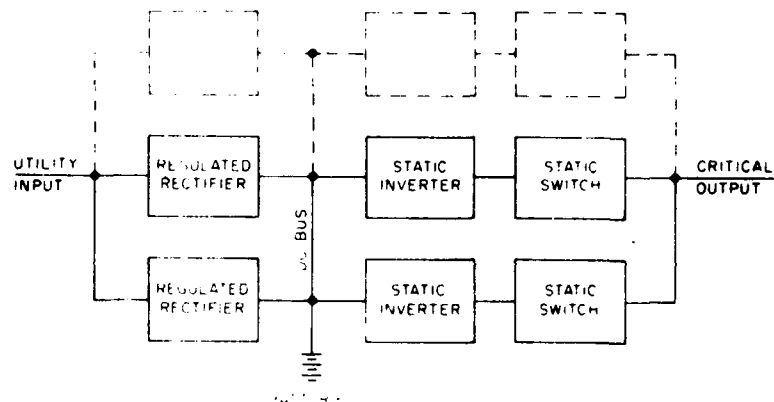 UTILITY
INPUT
REGULATED
RECTIFIER
STATIC
INVERTER
STATIC
SWITCH
CRITICAL
OUTPUT
BUS
REGULATED
RECTIFIER
STATIC
INVERTER
STATIC
SWITCH